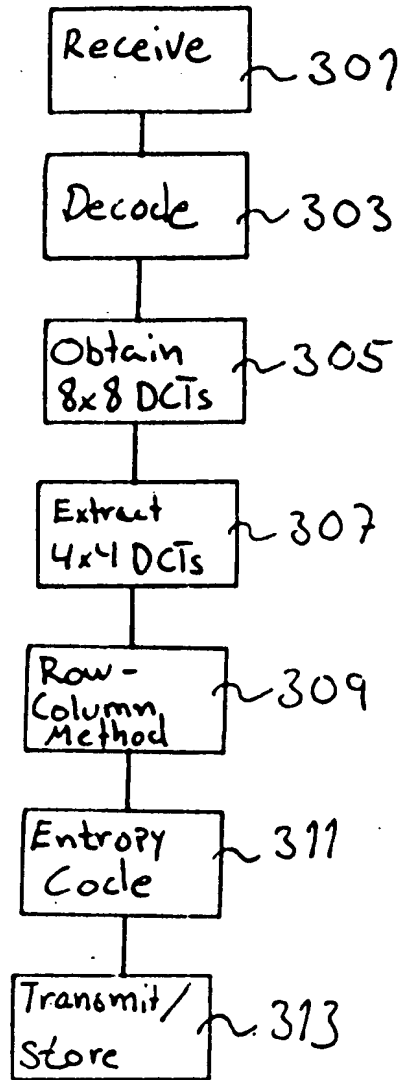 Receive
301
Decode
303
Obtain
8x8 DCTs
305
Extract
4x4 DCTs
307
Row-
Column
Method
309
Entropy
Code
311
Transmit/
Store
313